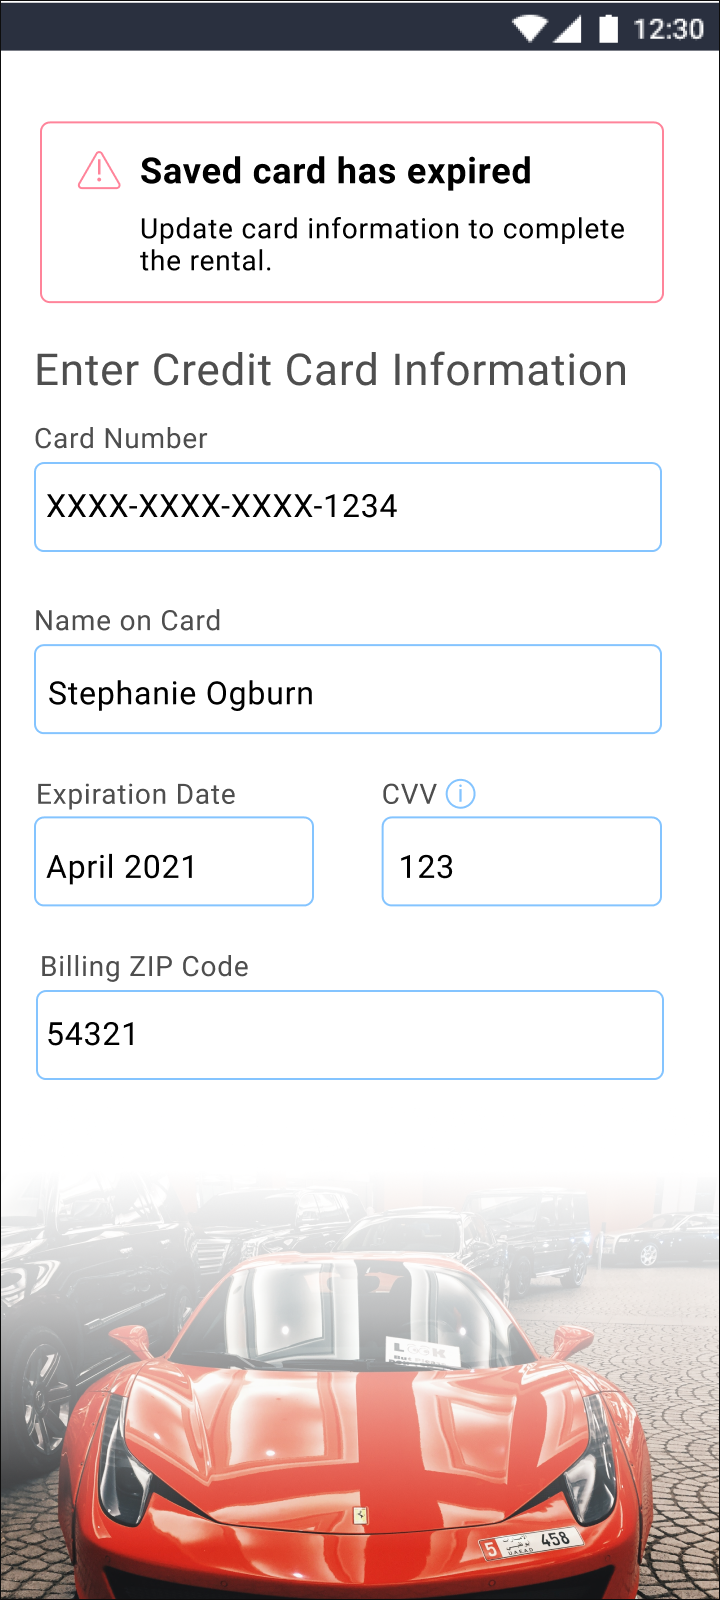 12:30
Saved card has expired
Update card information to complete
the rental.
Enter Credit Card Information
Card Number
XXXX-XXXX-XXXX-1234
Name on Card
Stephanie Ogburn
Expiration Date
CVV
April 2021
123
Billing ZIP Code
54321
5 458